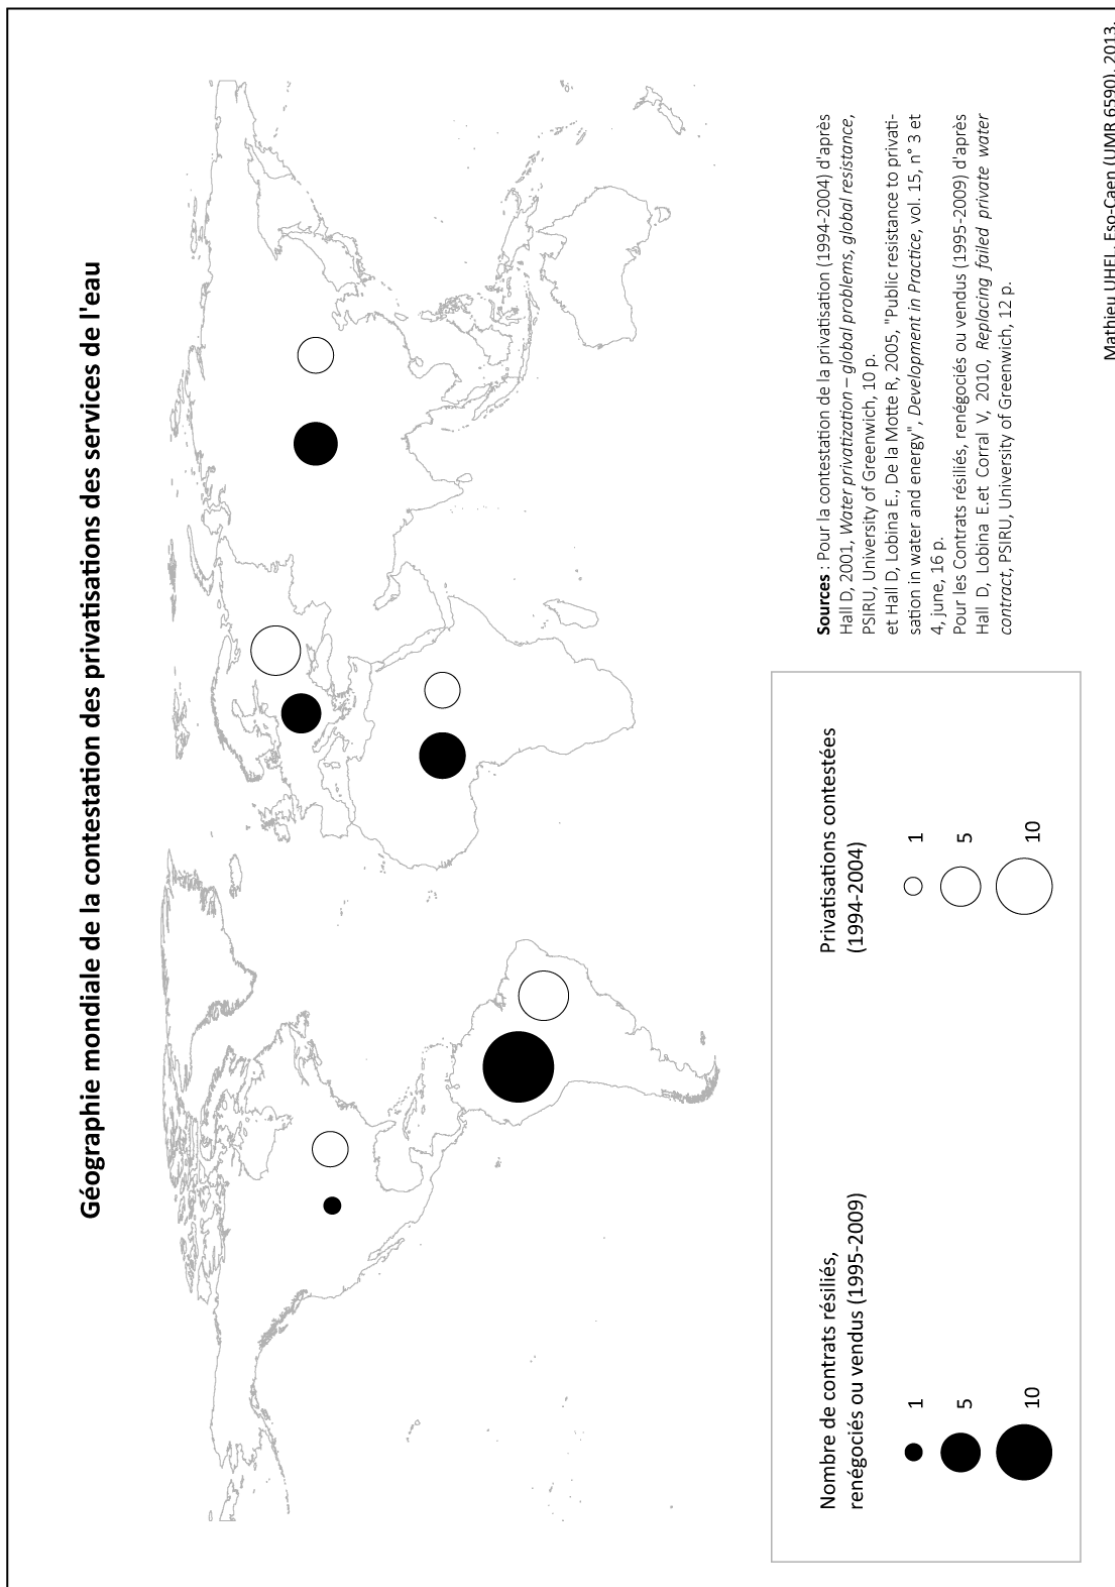 Géographie mondiale de la contestation des privatisations des services de l'eau
Nombre de contrats résiliés,
renégociés ou vendus (1995-2009)
1
5
10
Privatisations contestées
(1994-2004)
1
5
10
Sources : Pour la contestation de la privatisation (1994-2004) d'après
Hall D, 2001, Water privatization – global problems, global resistance,
PSIRU, University of Greenwich, 10 p.
et Hall D, Lobina E., De la Motte R, 2005, "Public resistance to privati-
sation in water and energy", Development in Practice, vol. 15, n° 3 et
4, june, 16 p.
Pour les Contrats résiliés, renégociés ou vendus (1995-2009) d'après
Hall D, Lobina E.et Corral V, 2010, Replacing failed private water
contract, PSIRU, University of Greenwich, 12 p.
Mathieu UHEL, Eso-Caen (UMR 6590), 2013.